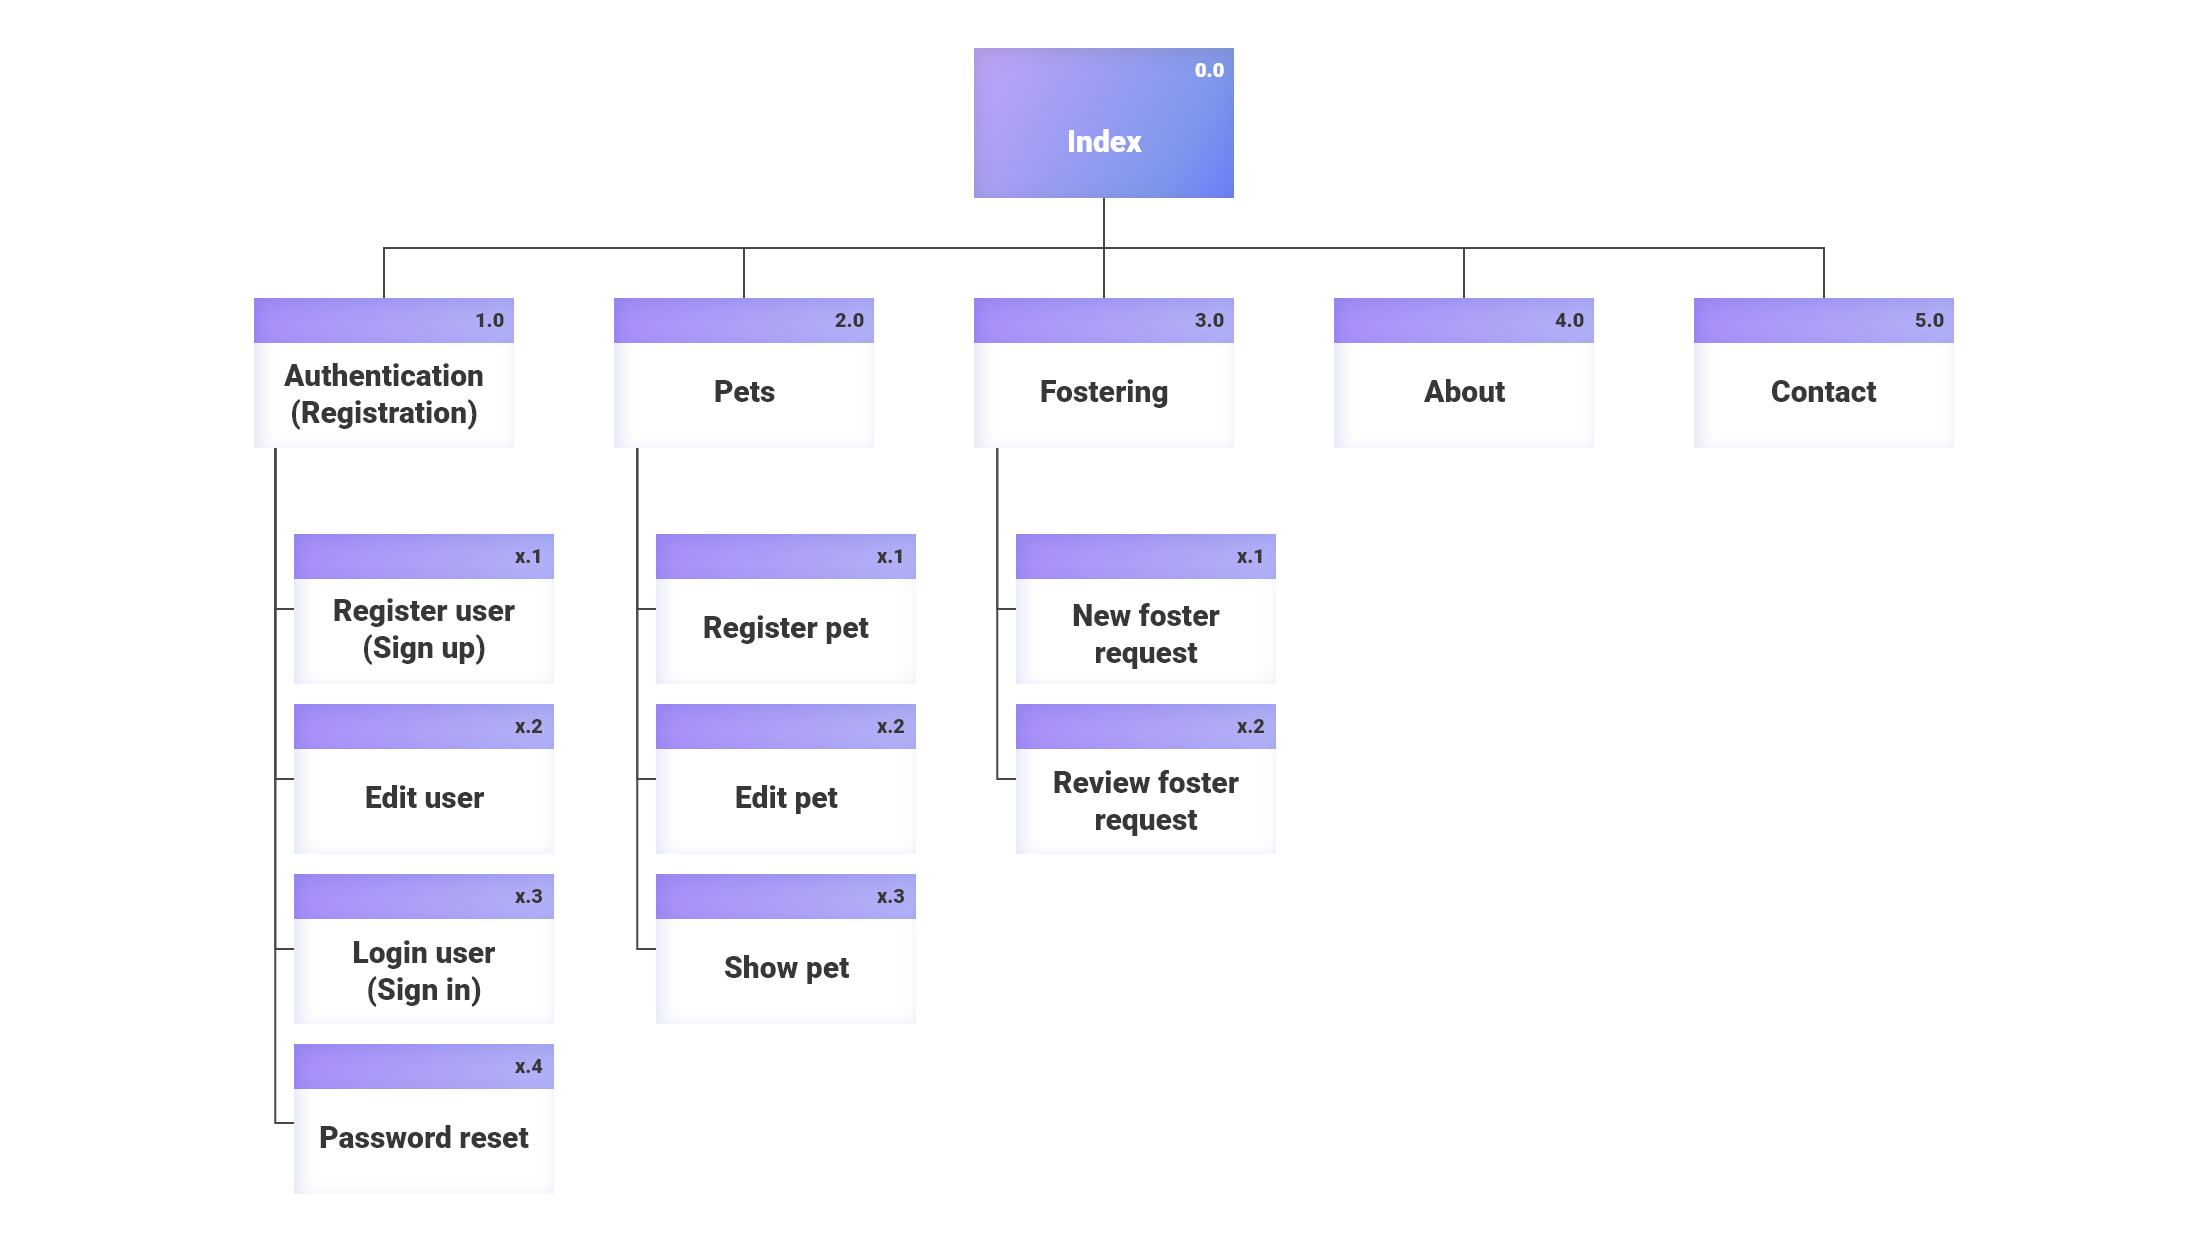 0.0
Index
1.0
Authentication
(Registration)
2.0
Pets
3.0
Fostering
4.0
About
5.0
Contact
x.1
Register user
(Sign up)
x.2
Edit user
x.3
Login user
(Sign in)
x.4
Password reset
x.1
Register pet
x.2
Edit pet
x.3
Show pet
x.1
New foster
request
x.2
Review foster
request